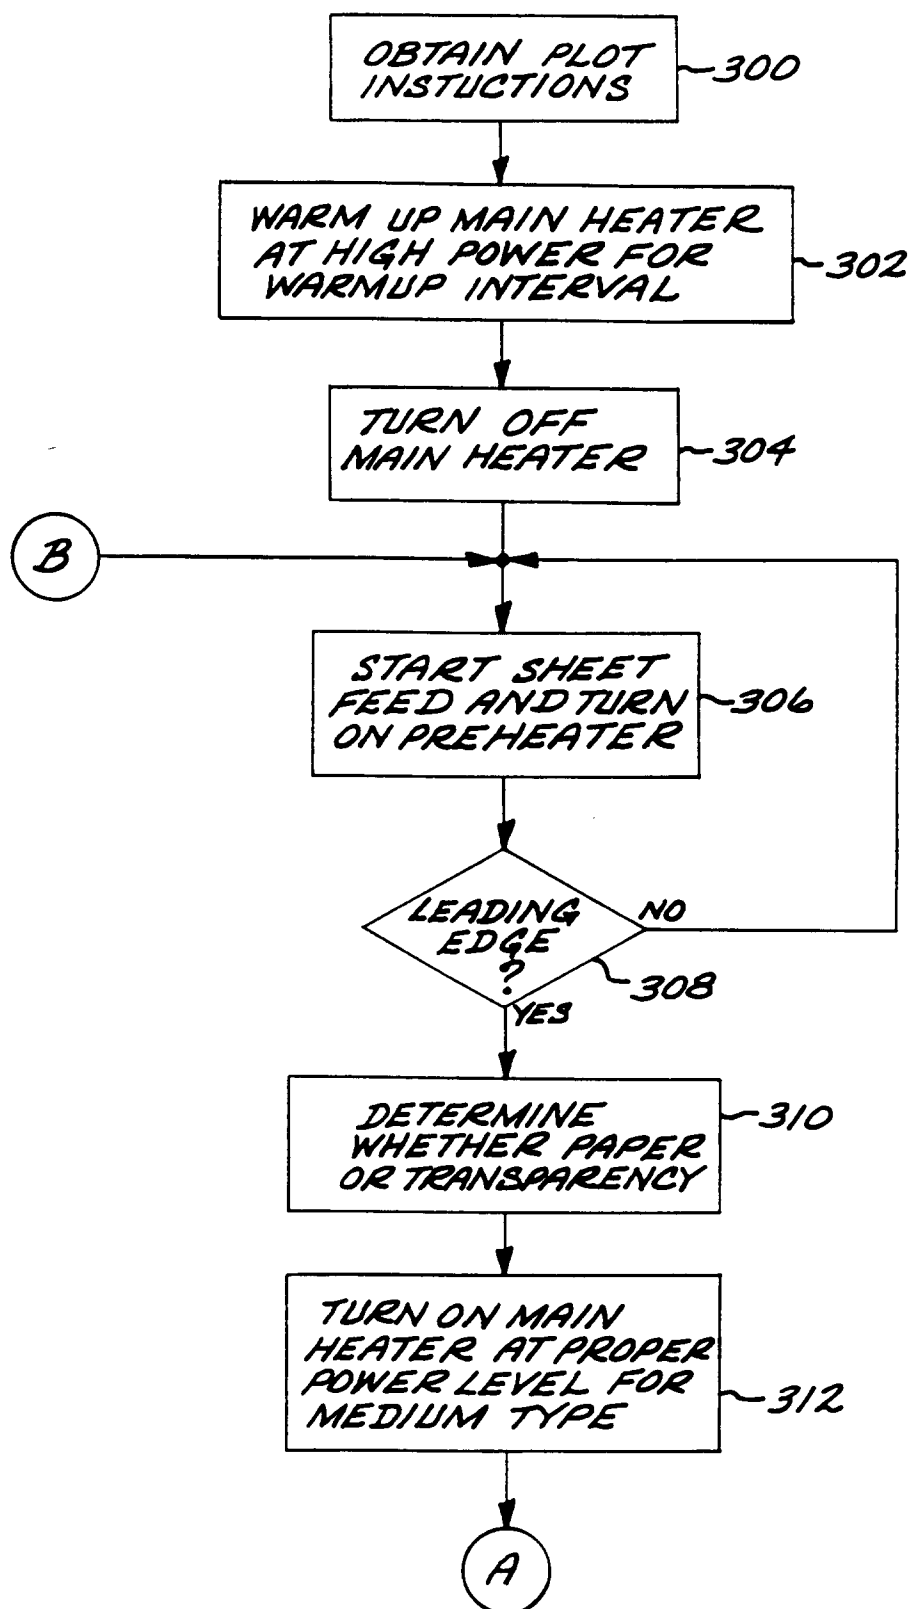 OBTAIN PLOT
INSTUCTIONS
300
WARM UP MAIN HEATER
AT HIGH POWER FOR
WARMUP INTERVAL
302
TURN OFF
MAIN HEATER
304
B
START SHEET
FEED AND TURN
ON PREHEATER
306
LEADING
EDGE
?
NO
308
YES
DETERMINE
WHETHER PAPER
OR TRANSPARENCY
310
TURN ON MAIN
HEATER AT PROPER
POWER LEVEL FOR
MEDIUM TYPE
312
A